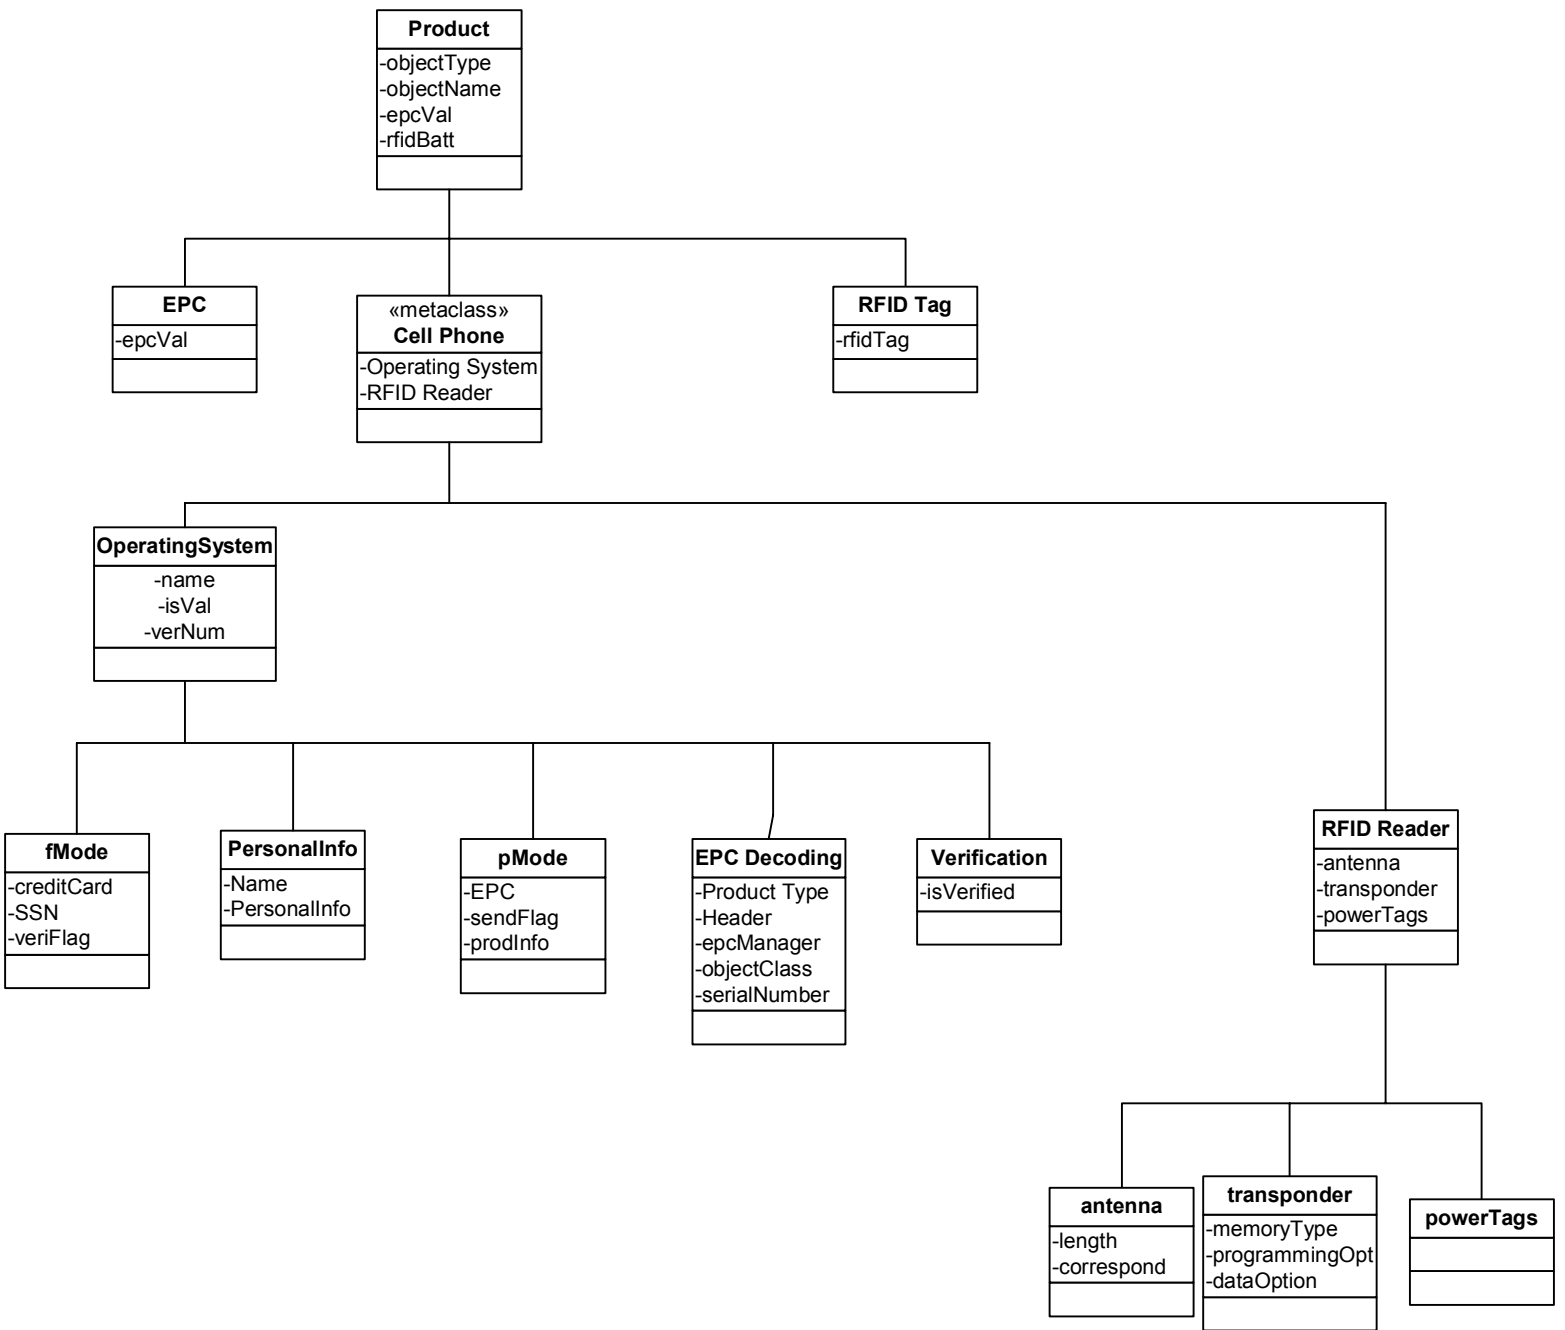 Product
-objectType
-objectName
-epcVal
-rfidBatt
EPC
-epcVal
«metaclass»
Cell Phone
-Operating System
-RFID Reader
RFID Tag
-rfidTag
OperatingSystem
-name
-isVal
-verNum
fMode
-creditCard
-SSN
-veriFlag
PersonalInfo
-Name
-PersonalInfo
pMode
-EPC
-sendFlag
-prodInfo
EPC Decoding
-Product Type
-Header
-epcManager
-objectClass
-serialNumber
Verification
-isVerified
RFID Reader
-antenna
-transponder
-powerTags
antenna
-length
-correspond
transponder
-memoryType
-programmingOpt
-dataOption
powerTags